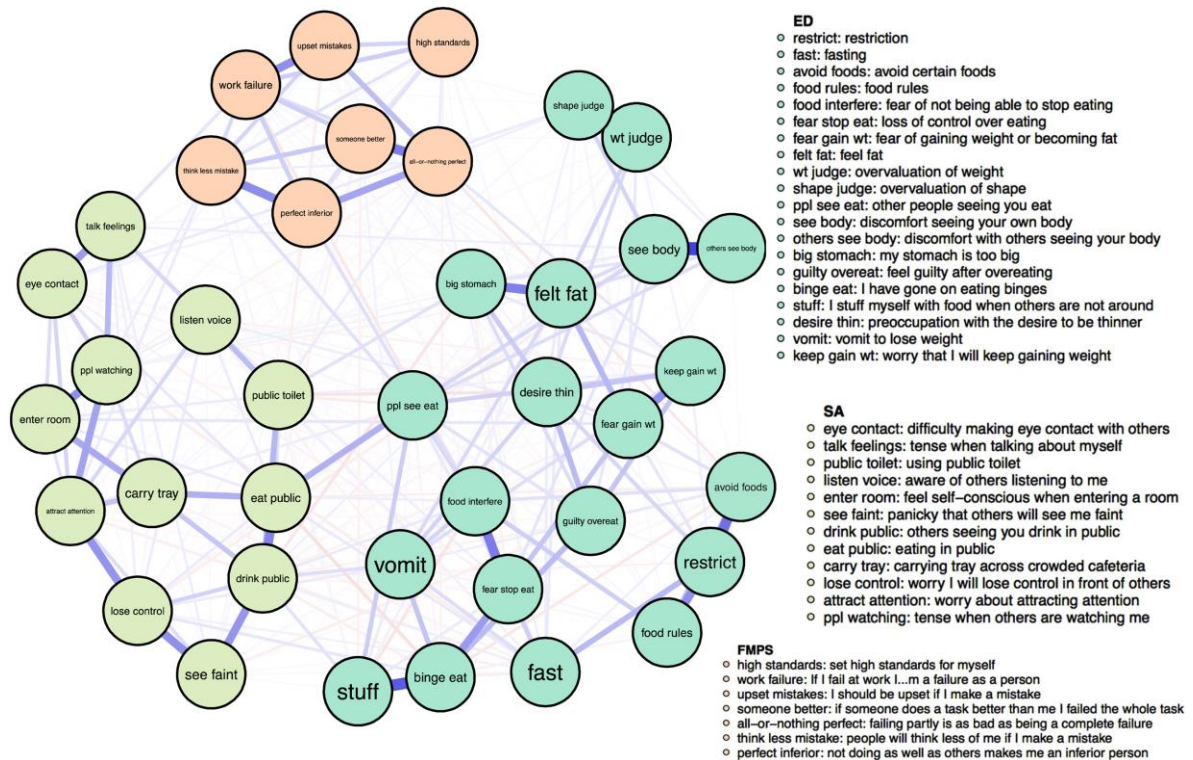 high standards
upset mistakes
work failure
someone better
all-or-nothing perfect
think less mistake
perfect inferior
shape judge
wt judge
talk feelings
see body
others see body
eye contact
big stomach
felt fat
listen voice
ppl watching
keep gain wt
public toilet
ppl see eat
desire thin
enter room
fear gain wt
carry tray
eat public
food interfere
avoid foods
attract attention
guilty overeat
vomit
restrict
drink public
fear stop eat
lose control
food rules
see faint
stuff
binge eat
fast
ED
restrict: restriction
fast: fasting
avoid foods: avoid certain foods
food rules: food rules
food interfere: fear of not being able to stop eating
fear stop eat: loss of control over eating
fear gain wt: fear of gaining weight or becoming fat
felt fat: feel fat
wt judge: overvaluation of weight
shape judge: overvaluation of shape
ppl see eat: other people seeing you eat
see body: discomfort seeing your own body
others see body: discomfort with others seeing your body
big stomach: my stomach is too big
guilty overeat: feel guilty after overeating
binge eat: I have gone on eating binges
stuff: I stuff myself with food when others are not around
desire thin: preoccupation with the desire to be thinner
vomit: vomit to lose weight
keep gain wt: worry that I will keep gaining weight
SA
eye contact: difficulty making eye contact with others
talk feelings: tense when talking about myself
public toilet: using public toilet
listen voice: aware of others listening to me
enter room: feel self-conscious when entering a room
see faint: panicky that others will see me faint
drink public: others seeing you drink in public
eat public: eating in public
carry tray: carrying tray across crowded cafeteria
lose control: worry I will lose control in front of others
attract attention: worry about attracting attention
ppl watching: tense when others are watching me
FMPS
high standards: set high standards for myself
work failure: If I fail at work I...m a failure as a person
upset mistakes: I should be upset if I make a mistake
someone better: if someone does a task better than me I failed the whole task
all-or-nothing perfect: failing partly is as bad as being a complete failure
think less mistake: people will think less of me if I make a mistake
perfect inferior: not doing as well as others makes me an inferior person